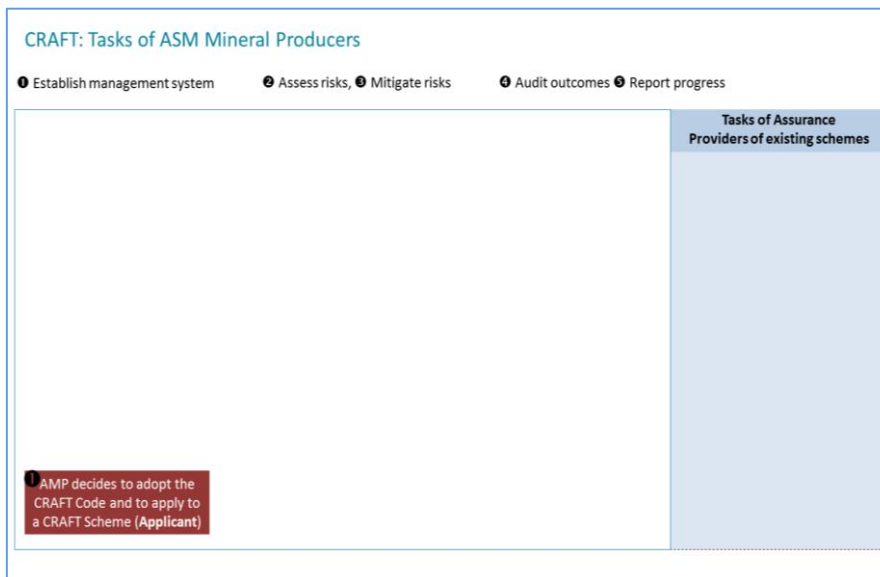 CRAFT: Tasks of ASM Mineral Producers
❶ Establish management system ❷ Assess risks, ❸ Mitigate risks ❹ Audit outcomes ❺ Report progress
Tasks of Assurance
Providers of existing schemes
❶ AMP decides to adopt the
CRAFT Code and to apply to
a CRAFT Scheme (Applicant)